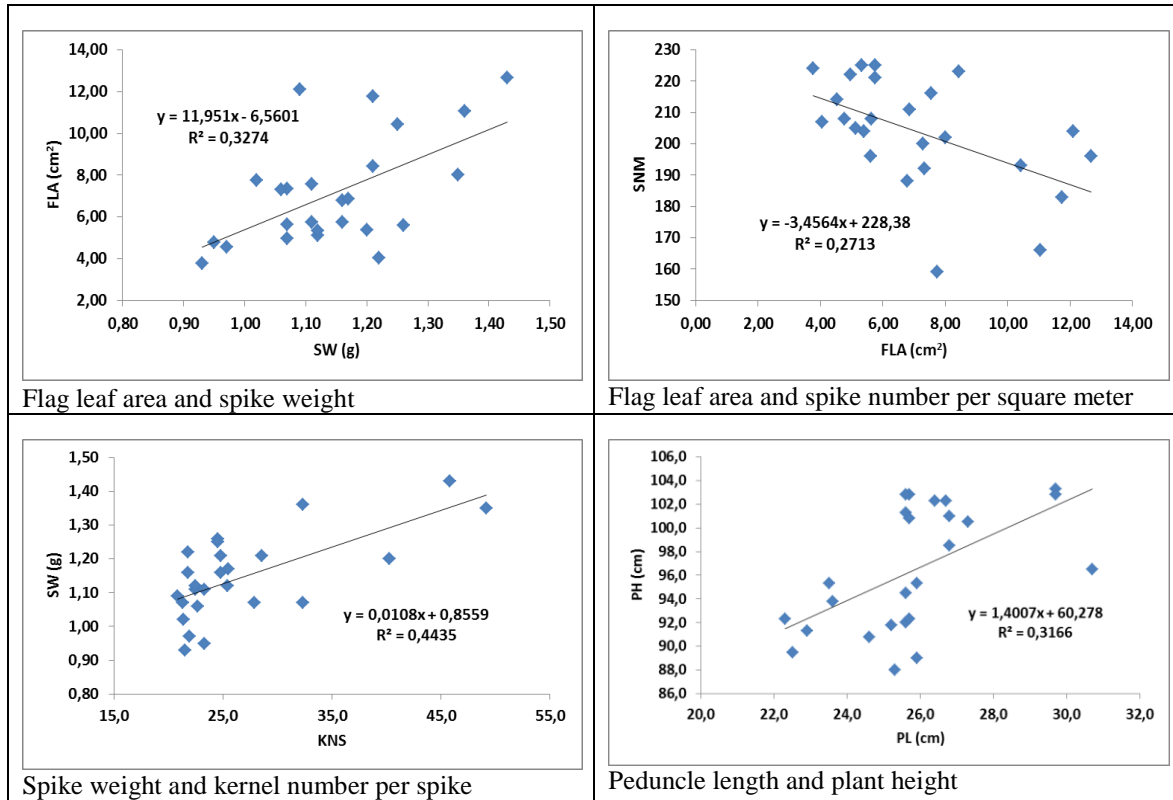 14,00
12,00
10,00
8,00
6,00
4,00
2,00
FLA (cm²)
y = 11,951x - 6,5601
R² = 0,3274
0,80 0,90 1,00 1,10 1,20 1,30 1,40 1,50
SW (g)
Flag leaf area and spike weight
230
220
210
200
190
180
170
160
150
SNM
y = -3,4564x + 228,38
R² = 0,2713
0,00 2,00 4,00 6,00 8,00 10,00 12,00 14,00
FLA (cm²)
Flag leaf area and spike number per square meter
1,50
1,40
1,30
1,20
1,10
1,00
0,90
0,80
SW (g)
y = 0,0108x + 0,8559
R² = 0,4435
15,0 25,0 35,0 45,0 55,0
KNS
Spike weight and kernel number per spike
106,0
104,0
102,0
100,0
98,0
96,0
94,0
92,0
90,0
88,0
86,0
PH (cm)
y = 1,4007x + 60,278
R² = 0,3166
20,0 22,0 24,0 26,0 28,0 30,0 32,0
PL (cm)
Peduncle length and plant height